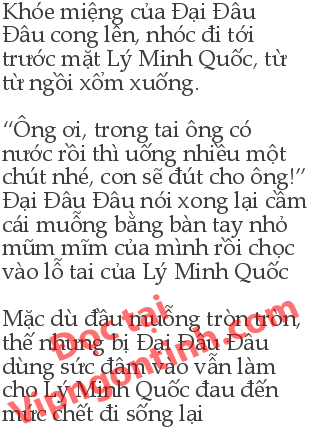 Khóe miệng của Đại Đâu
Đâu cong lên, nhóc đi tới
trước mặt Lý Minh Quốc, từ
từ ngồi xổm xuống.

“Ông ơi, trong tai ông có
nước rồi thì uống nhiều một
chút nhé, con sẽ đút cho ông!”
Đại Đâu Đâu nói xong lại cầm
cái muỗng bằng bàn tay nhỏ
mũm mĩm của mình rồi chọc
vào lỗ tai của Lý Minh Quốc

Mặc dù đầu muỗng tròn tròn,
thế nhưng bị Đại Đâu Đâu
dùng sức đâm vào vẫn làm
cho Lý Minh Quốc đau đến
mức chết đi sống lại
Đọc tại
Vipngontinh.com